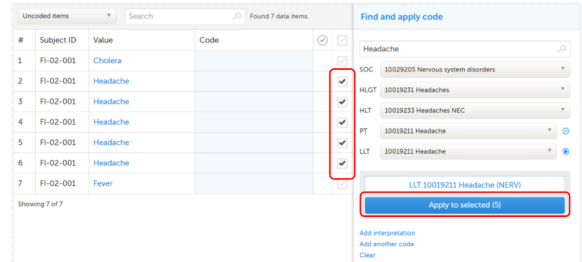 Uncoded items Search Found 7 data items.
# Subject ID Value Code
1 FI-02-001 Cholera
2 FI-02-001 Headache
3 FI-02-001 Headache
4 FI-02-001 Headache
5 FI-02-001 Headache
6 FI-02-001 Headache
7 FI-02-001 Fever
Showing 7 of 7
Find and apply code
Headache
SOC 10029205 Nervous system disorders
HLGT 10019231 Headaches
HLT 10019233 Headaches NEC
PT 10019211 Headache
LLT 10019211 Headache
LLT 10019211 Headache (NERV)
Apply to selected (5)
Add interpretation
Add another code
Clear